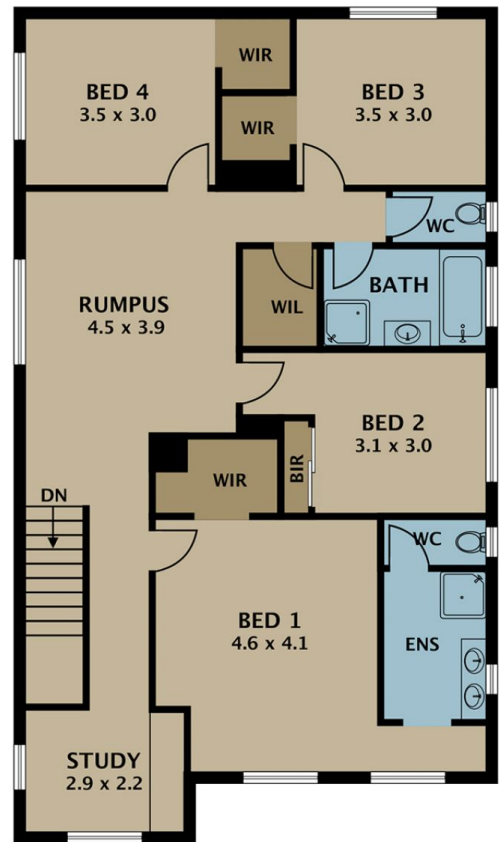 WIR
BED 4
3.5 x 3.0
BED 3
3.5 x 3.0
WIR
WC
RUMPUS
4.5 x 3.9
WIL
BATH
BED 2
3.1 x 3.0
BIR
WIR
DN
WC
BED 1
4.6 x 4.1
ENS
STUDY
2.9 x 2.2